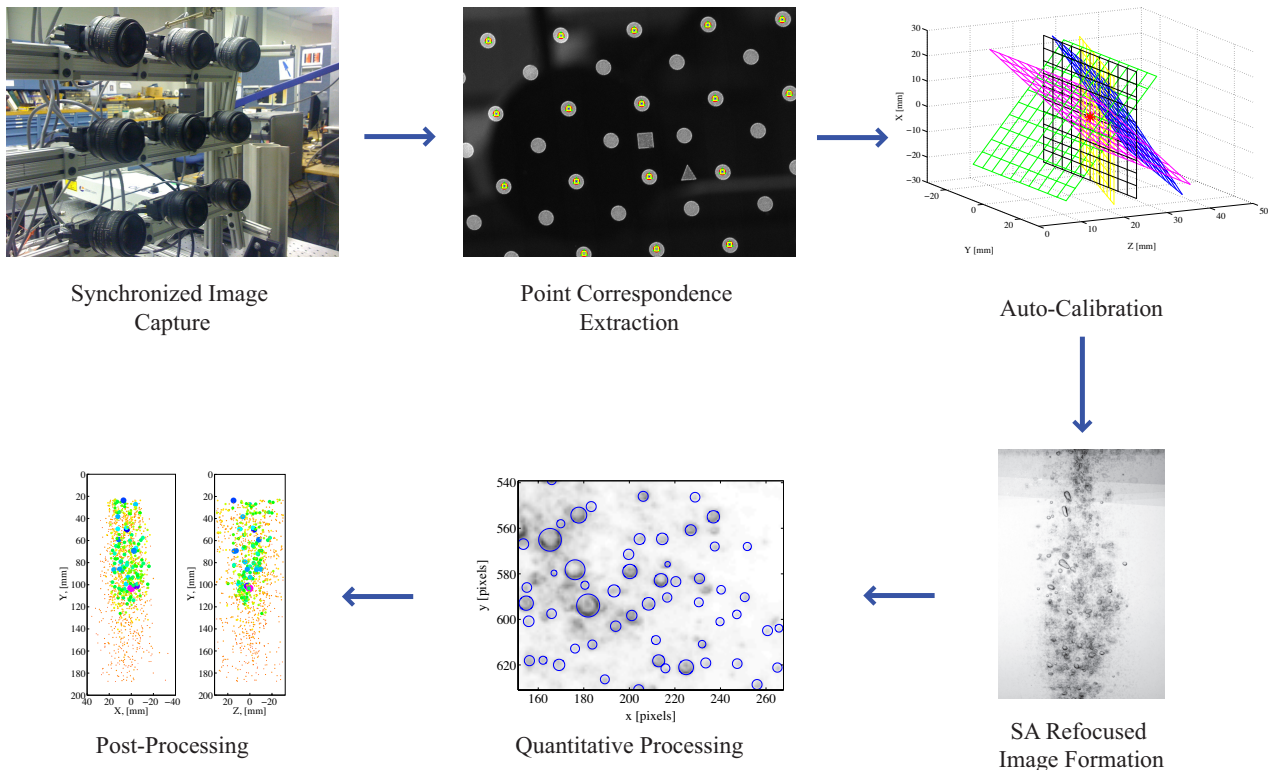 Synchronized Image
Capture
Point Correspondence
Extraction
30
20
10
0
-10
-20
-30
X [mm]
-20
0
20
Y [mm]
0
10
20
30
40
50
Z [mm]
Auto-Calibration
0
20
40
60
80
100
120
140
160
180
200
Y, [mm]
40 20 0 -20 -40
X, [mm]
0
20
40
60
80
100
120
140
160
180
200
Y, [mm]
20 0 -20
Z, [mm]
Post-Processing
540
560
580
600
620
y [pixels]
160 180 200 220 240 260
x [pixels]
Quantitative Processing
SA Refocused
Image Formation